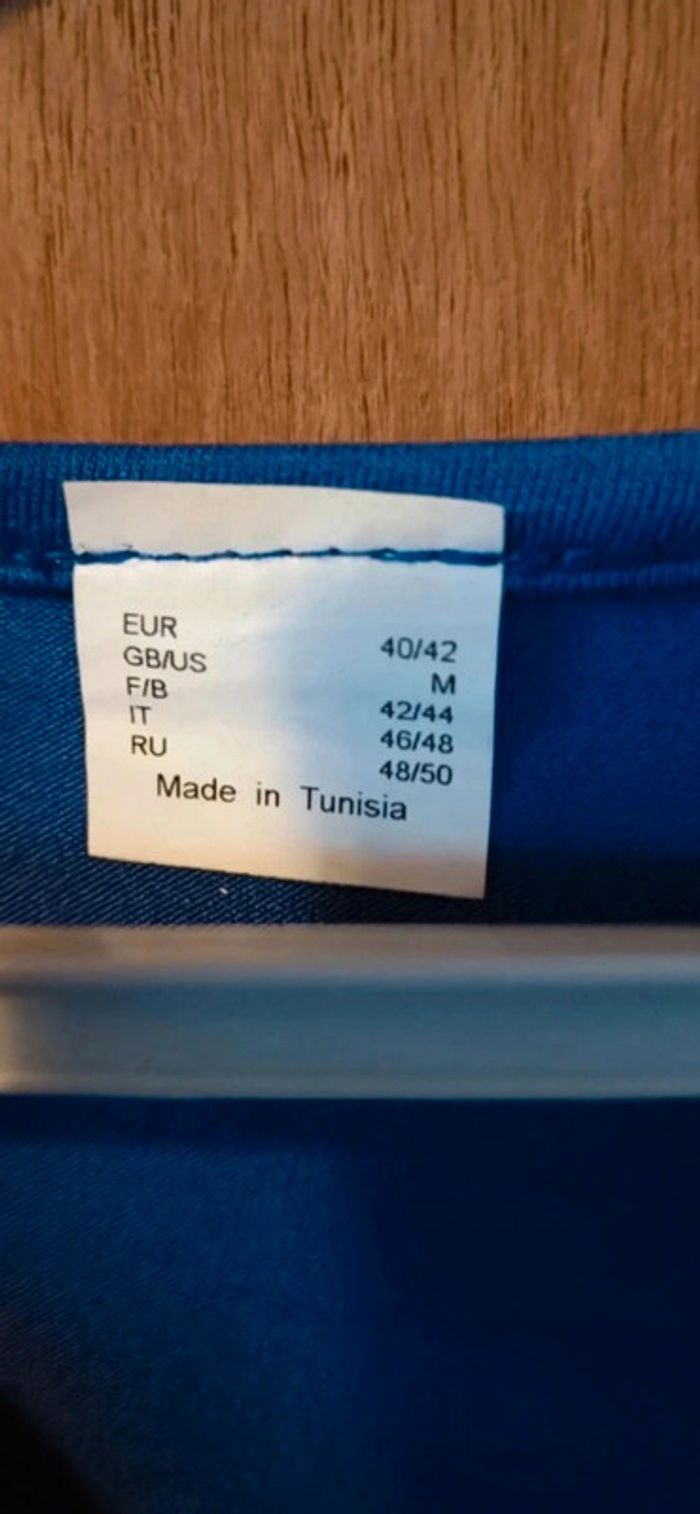 EUR 40/42
GB/US M
F/B 42/44
IT 46/48
RU 48/50
Made in Tunisia